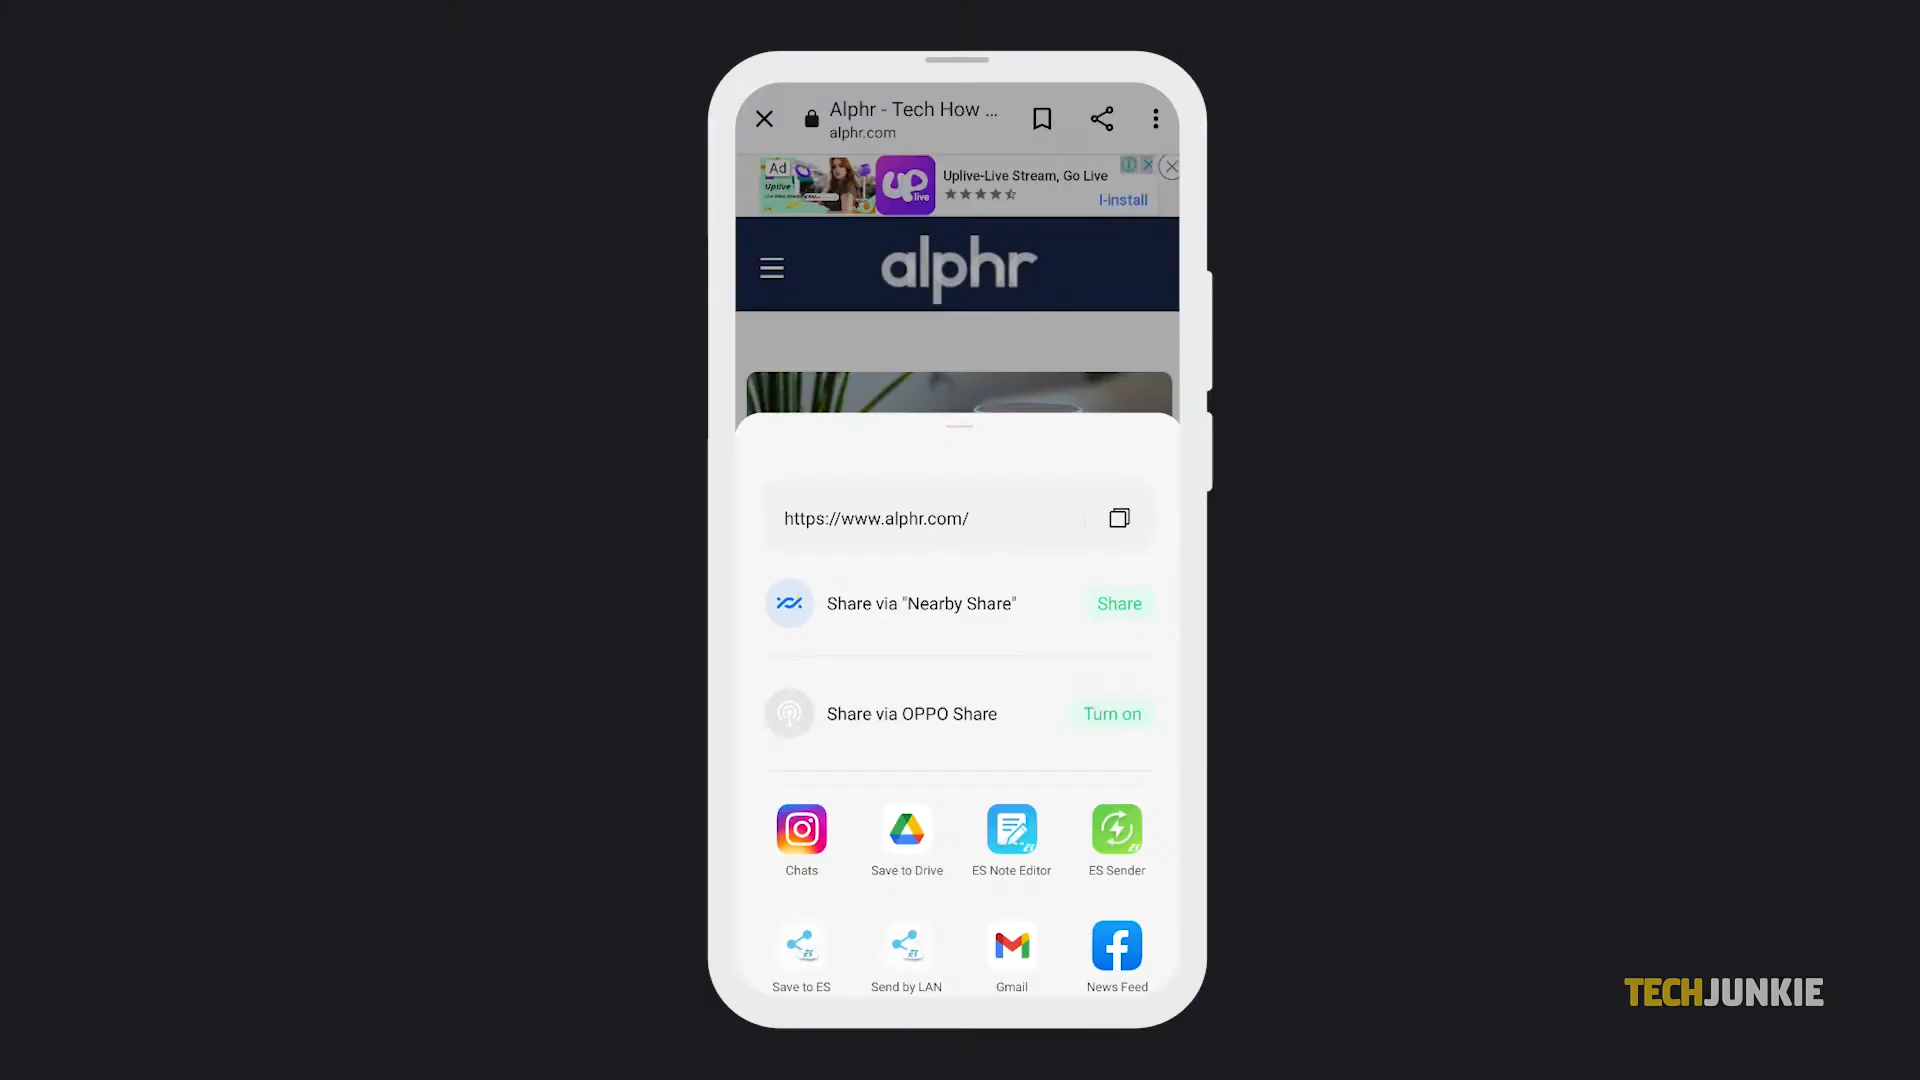 Alphr - Tech How ...
alphr.com
Ad
Uplive
up
live
Uplive-Live Stream, Go Live
I-install
alphr
https://www.alphr.com/
Share via "Nearby Share"
Share
Share via OPPO Share
Turn on
Chats
Save to Drive
ES Note Editor
ES Sender
Save to ES
Send by LAN
Gmail
News Feed
TECHJUNKIE